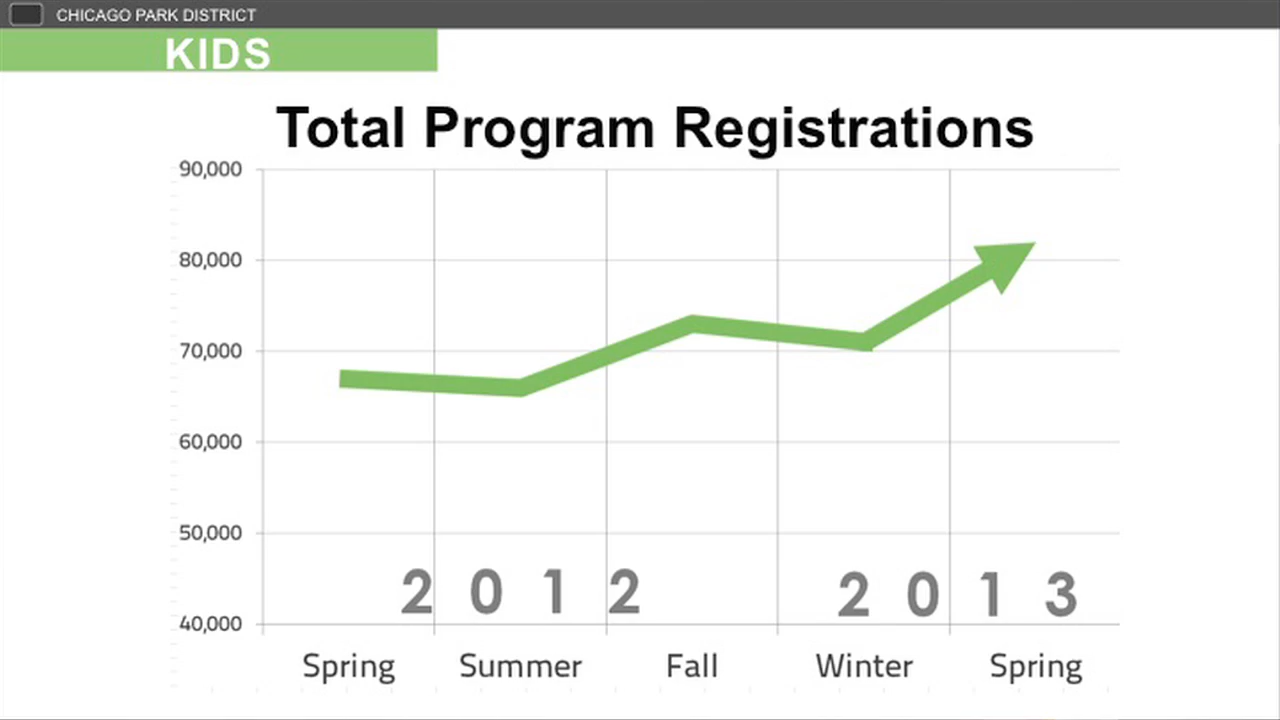 CHICAGO PARK DISTRICT
KIDS
Total Program Registrations
90,000
80,000
70,000
60,000
50,000
40,000
2 0 1 2 2 0 1 3
Spring Summer Fall Winter Spring